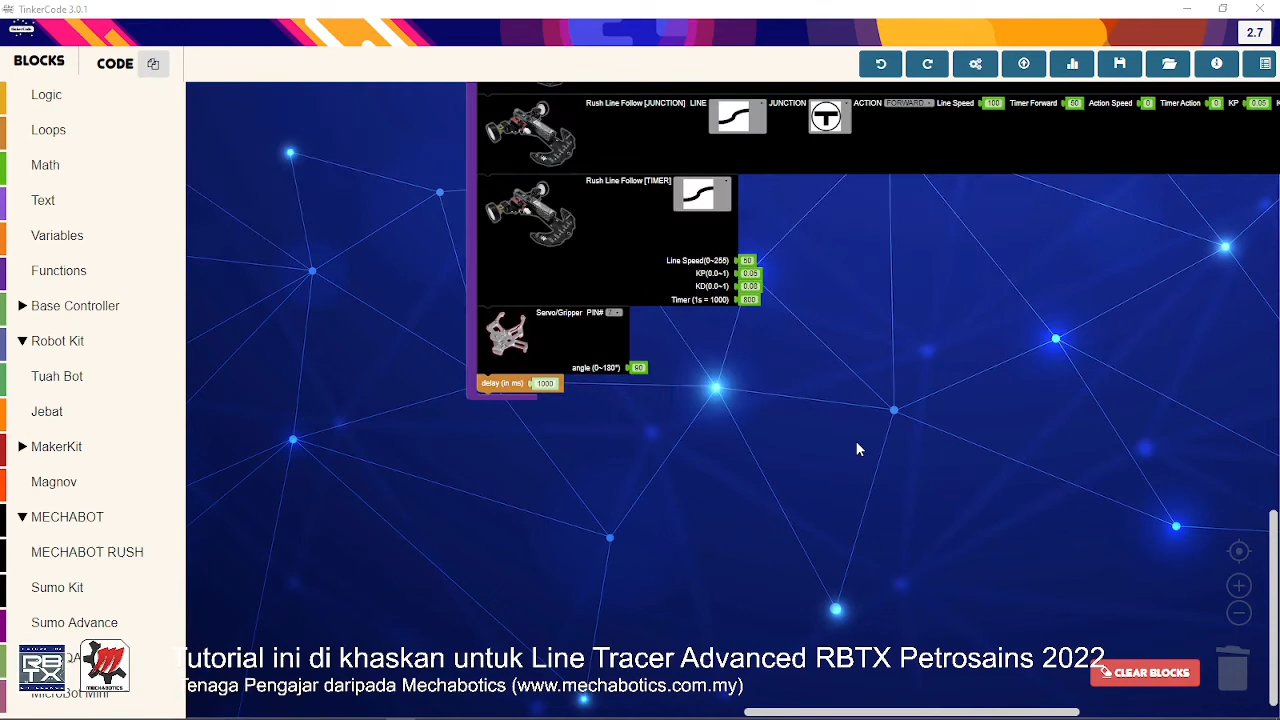 TinkerCode 3.0.1
2.7
BLOCKS
CODE
Logic
Loops
Math
Text
Variables
Functions
Base Controller
Robot Kit
Tuah Bot
Jebat
MakerKit
Magnov
MECHABOT
MECHABOT RUSH
Sumo Kit
Sumo Advance
Rush Line Follow [JUNCTION] LINE JUNCTION ACTION FORWARD Line Speed 100 Timer Forward 50 Action Speed 0 Timer Action 0 KP 0.05
Rush Line Follow [TIMER]
Line Speed(0~255) 50
KP(0.0~1) 0.05
KD(0.0~1) 0.08
Timer (1s = 1000) 800
Servo/Gripper PIN# 7
angle (0~180°) 90
delay (in ms) 1000
RBTX
MECHABOTICS
Tutorial ini di khaskan untuk Line Tracer Advanced RBTX Petrosains 2022
Tenaga Pengajar daripada Mechabotics (www.mechabotics.com.my)
CLEAR BLOCKS